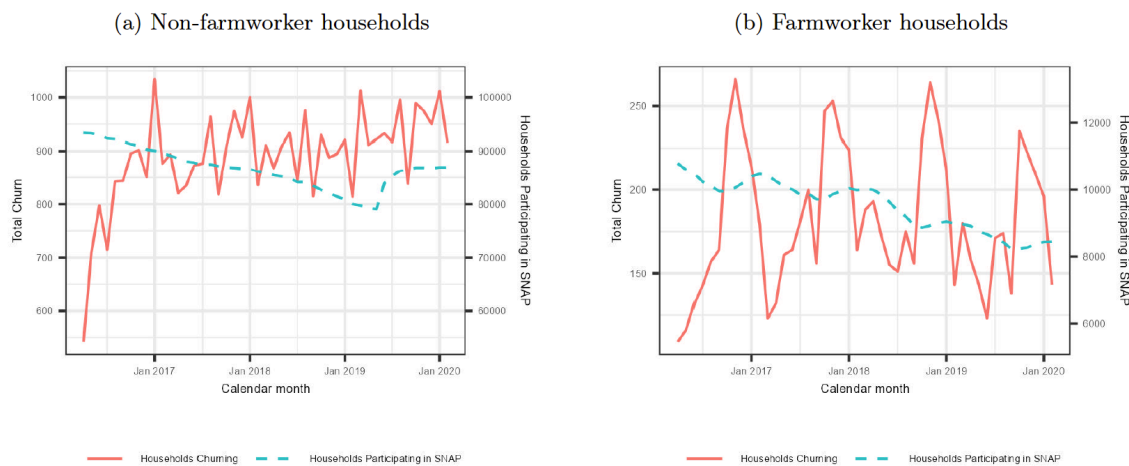 (a) Non-farmworker households
1000
900
800
700
600
Total Churn
100000
90000
80000
70000
60000
Households Participating in
SNAP
Jan 2017
Jan 2018
Jan 2019
Jan 2020
Calendar month
Households Churning
Households Participating in SNAP
(b) Farmworker households
250
200
150
Total Churn
12000
10000
8000
6000
Households Participating in
SNAP
Jan 2017
Jan 2018
Jan 2019
Jan 2020
Calendar month
Households Churning
Households Participating in SNAP